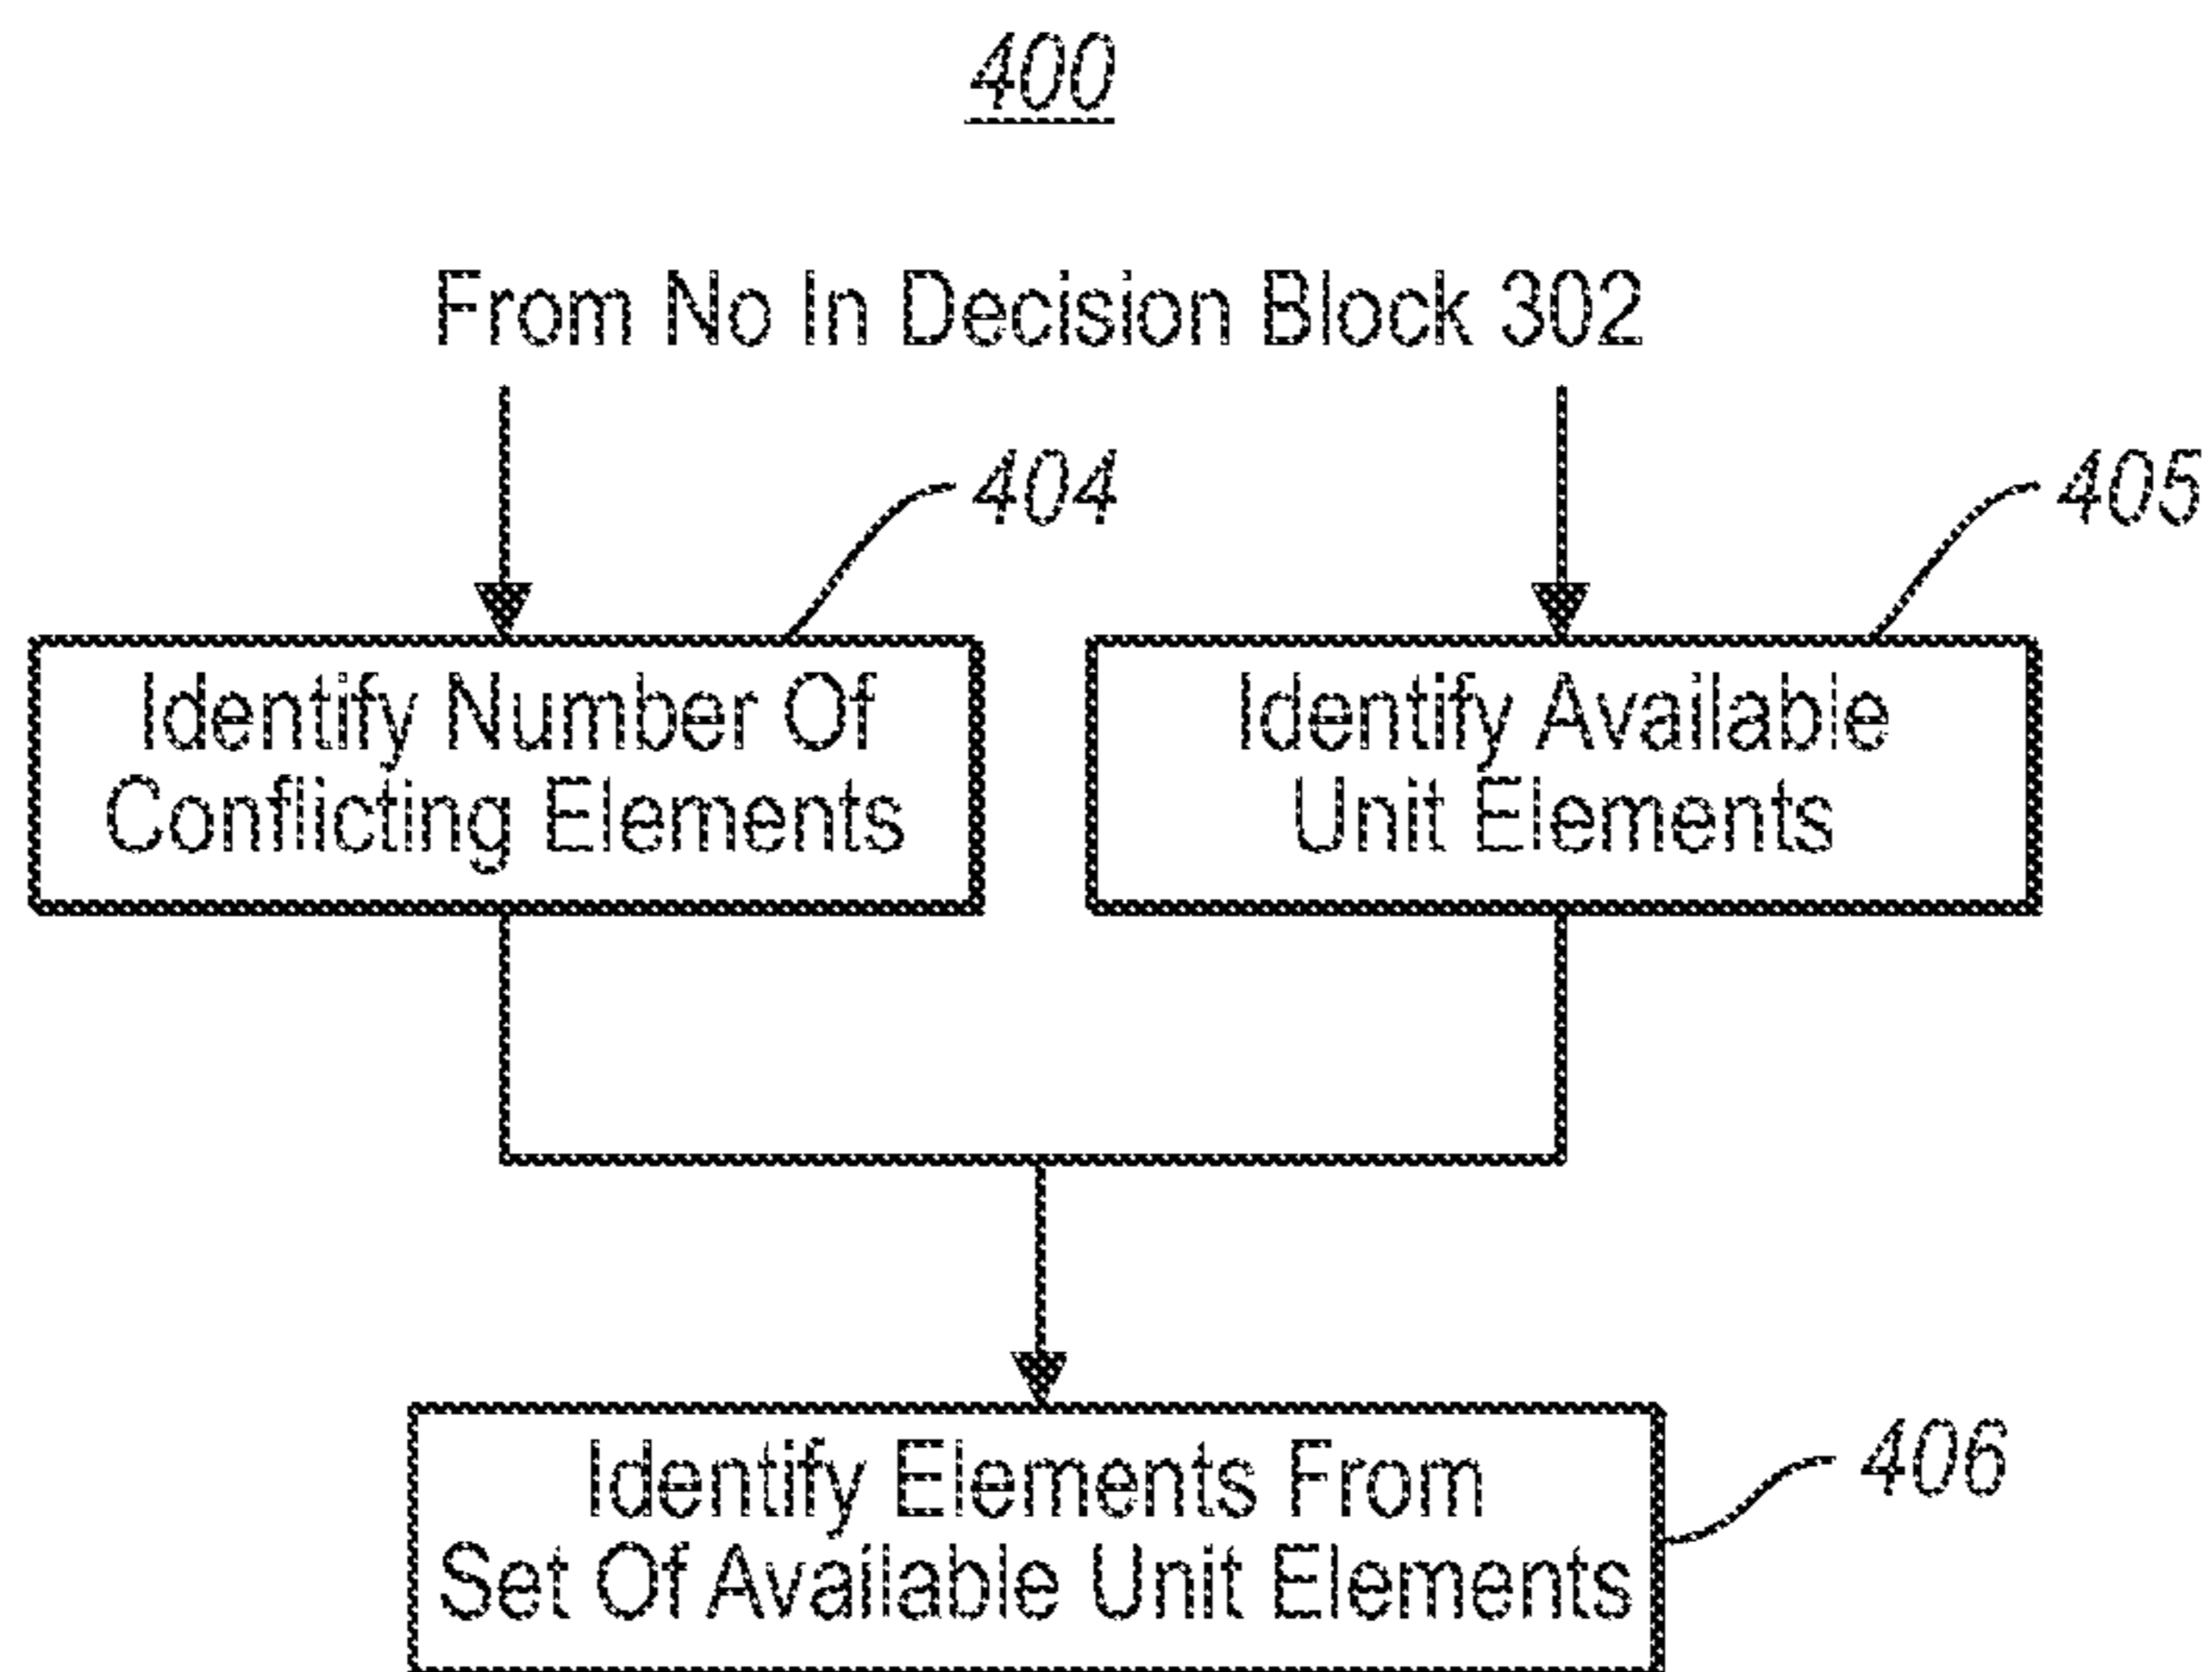 400
From No In Decision Block 302
404
405
Identify Number Of
Conflicting Elements
Identify Available
Unit Elements
Identify Elements From
Set Of Available Unit Elements
406